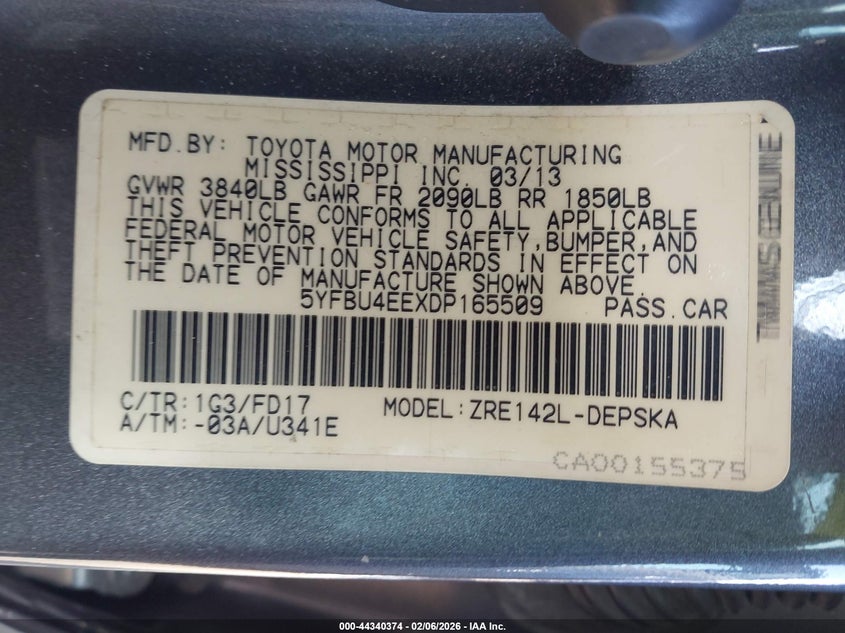 MFD.BY: TOYOTA MOTOR MANUFACTURING
MISSISSIPPI INC. 03/13
GVWR 3840LB GAWR FR 2090LB RR 1850LB
THIS VEHICLE CONFORMS TO ALL APPLICABLE
FEDERAL MOTOR VEHICLE SAFETY,BUMPER,AND
THEFT PREVENTION STANDARDS IN EFFECT ON
THE DATE OF MANUFACTURE SHOWN ABOVE.
5YFBU4EEXDP165509 PASS.CAR
C/TR:1G3/FD17 MODEL:ZRE142L-DEPSKA
A/TM:-03A/U341E
CA00155375
GENUINE
000-44340374 - 02/06/2026 - IAA Inc.